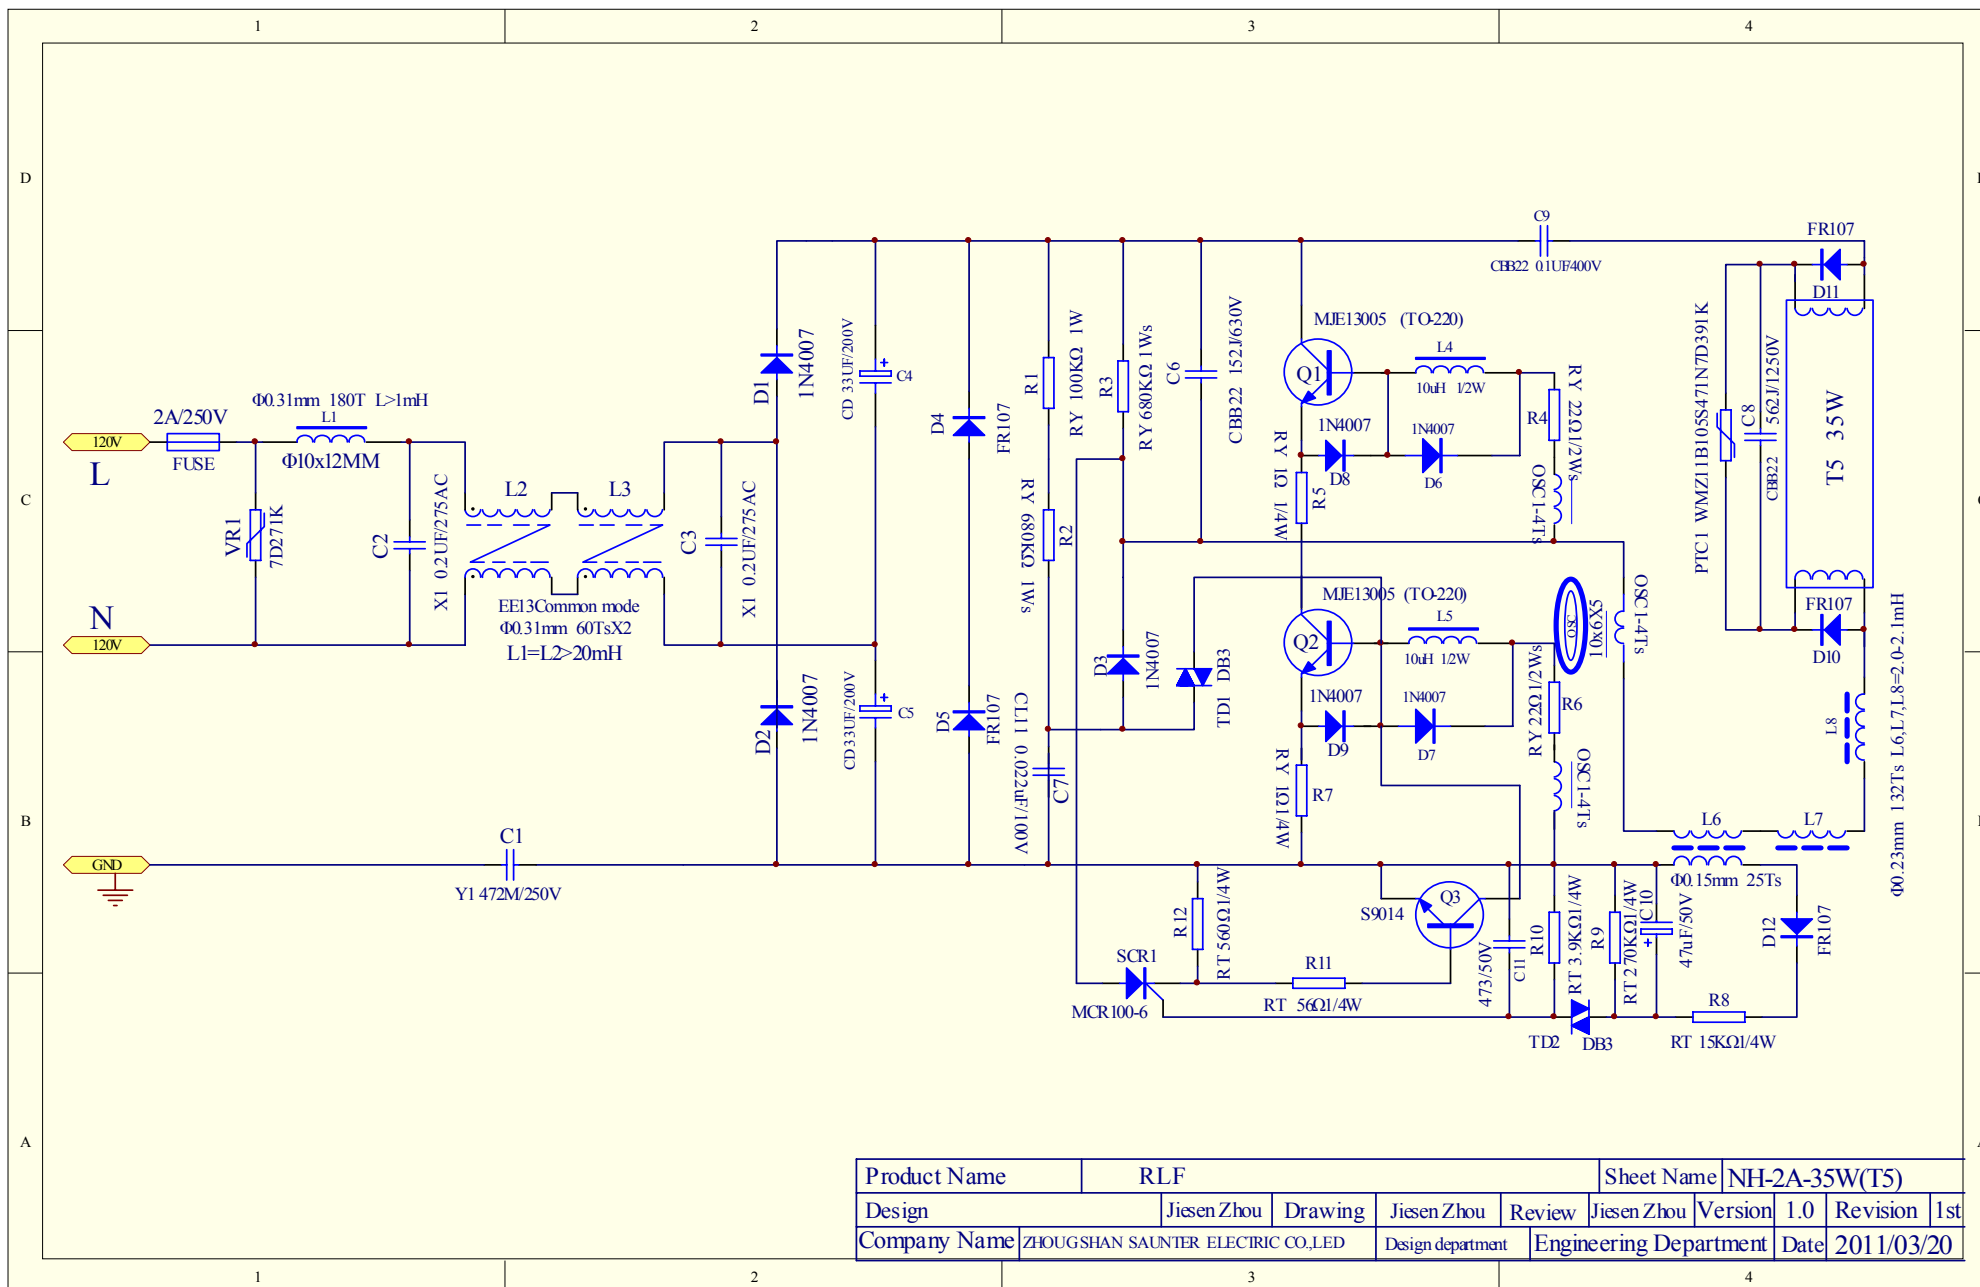 1 2 3 4
D
C
B
A
120V
L
2A/250V
FUSE
Φ0.31mm 180T L>1mH
L1
Φ10x12MM
VR1
7D271K
C2
X1 0.2UF/275AC
N
120V
L2
L3
EE13Common mode
Φ0.31mm 60TsX2
L1=L2>20mH
C3
X1 0.2UF/275AC
GND
C1
Y1 472M/250V
D1
1N4007
D2
1N4007
CD 33UF/200V
C4
CD33UF/200V
C5
D4
FR107
D5
FR107
R1
RY 100KΩ 1W
R2
RY 680KΩ 1Ws
CL11 0.022uF/100V
C7
R3
RY 680KΩ 1Ws
D3
1N4007
C6
CBB22 152J/630V
TD1 DB3
MJE13005 (TO-220)
Q1
L4
10uH 1/2W
1N4007
D8
1N4007
D6
R4
RY 22Ω1/2Ws
OSC1-4Ts
R5
RY 1Ω 1/4W
MJE13005 (TO-220)
Q2
L5
10uH 1/2W
1N4007
D9
1N4007
D7
R6
RY 22Ω1/2Ws
OSC1-4Ts
R7
RY 1Ω1/4W
OSC
10x6X5
OSC1-4Ts
C9
CBB22 0.1UF/400V
FR107
D11
PTC1 WMZ11B105S471N7D391K
C8
562J/1250V
CBB22
T5 35W
FR107
D10
L8
Φ0.23mm 132Ts L6,L7,L8=2.0-2.1mH
L6
L7
Φ0.15mm 25Ts
D12
FR107
R8
RT 15KΩ1/4W
C10
47uF/50V
R9
RT 270KΩ1/4W
R10
RT 3.9KΩ1/4W
TD2 DB3
473/50V
C11
S9014
Q3
R11
RT 56Ω1/4W
R12
RT 560Ω1/4W
SCR1
MCR100-6
Product Name RLF Sheet Name NH-2A-35W(T5)
Design Jiesen Zhou Drawing Jiesen Zhou Review Jiesen Zhou Version 1.0 Revision 1st
Company Name ZHOUGSHAN SAUNTER ELECTRIC CO.,LED Design department Engineering Department Date 2011/03/20
1 2 3 4